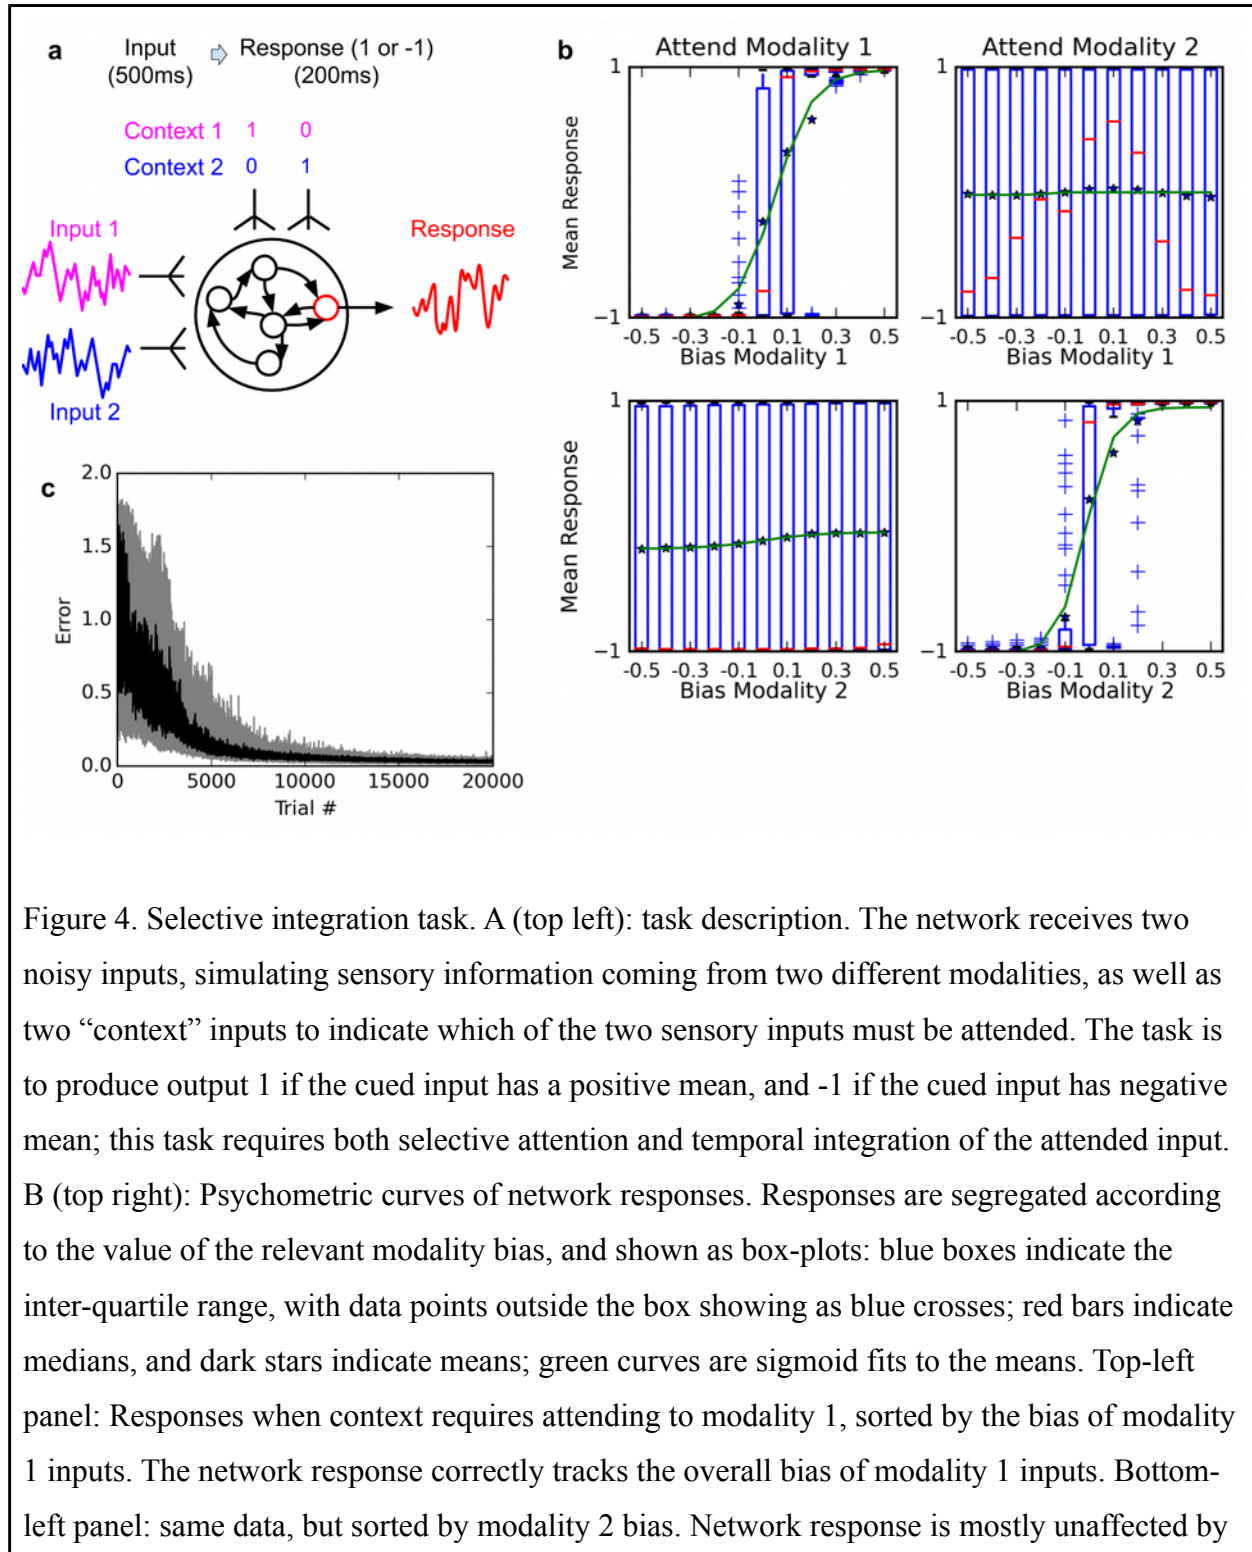 a
Input
(500ms)
Response (1 or -1)
(200ms)
Context 1 1 0
Context 2 0 1
Input 1
Input 2
Response
b
Attend Modality 1
1
Mean Response
−1
-0.5 -0.3 -0.1 0.1 0.3 0.5
Bias Modality 1
Attend Modality 2
1
−1
-0.5 -0.3 -0.1 0.1 0.3 0.5
Bias Modality 1
1
Mean Response
−1
-0.5 -0.3 -0.1 0.1 0.3 0.5
Bias Modality 2
1
−1
-0.5 -0.3 -0.1 0.1 0.3 0.5
Bias Modality 2
c
2.0
1.5
1.0
0.5
0.0
Error
0 5000 10000 15000 20000
Trial #
Figure 4. Selective integration task. A (top left): task description. The network receives two
noisy inputs, simulating sensory information coming from two different modalities, as well as
two “context” inputs to indicate which of the two sensory inputs must be attended. The task is
to produce output 1 if the cued input has a positive mean, and -1 if the cued input has negative
mean; this task requires both selective attention and temporal integration of the attended input.
B (top right): Psychometric curves of network responses. Responses are segregated according
to the value of the relevant modality bias, and shown as box-plots: blue boxes indicate the
inter-quartile range, with data points outside the box showing as blue crosses; red bars indicate
medians, and dark stars indicate means; green curves are sigmoid fits to the means. Top-left
panel: Responses when context requires attending to modality 1, sorted by the bias of modality
1 inputs. The network response correctly tracks the overall bias of modality 1 inputs. Bottom-
left panel: same data, but sorted by modality 2 bias. Network response is mostly unaffected by